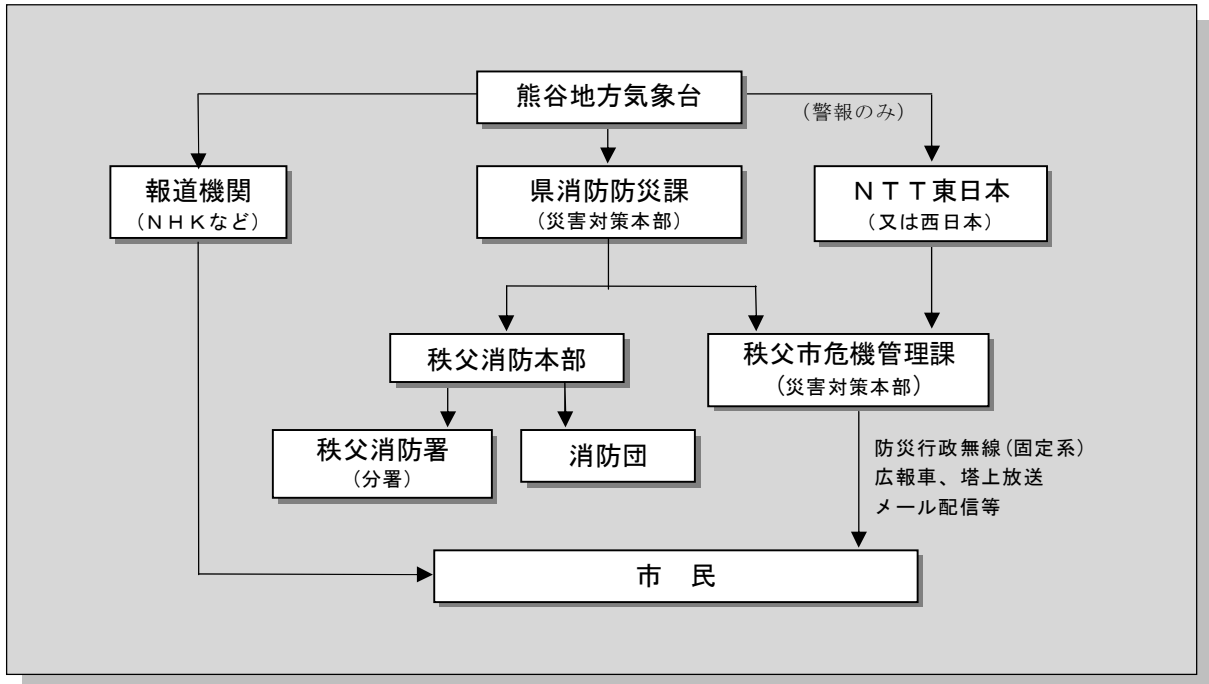 熊谷地方気象台
（警報のみ）
報道機関
（ＮＨＫなど）
県消防防災課
（災害対策本部）
ＮＴＴ東日本
（又は西日本）
秩父消防本部
秩父市危機管理課
（災害対策本部）
秩父消防署
（分署）
消防団
防災行政無線(固定系)
広報車、塔上放送
メール配信等
市　民